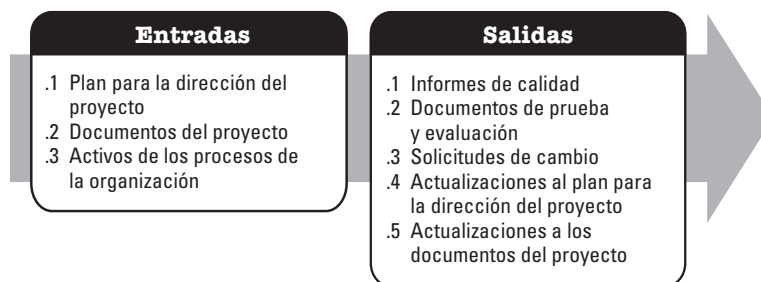 Entradas
.1 Plan para la dirección del
proyecto
.2 Documentos del proyecto
.3 Activos de los procesos de
la organización
Salidas
.1 Informes de calidad
.2 Documentos de prueba
y evaluación
.3 Solicitudes de cambio
.4 Actualizaciones al plan para
la dirección del proyecto
.5 Actualizaciones a los
documentos del proyecto